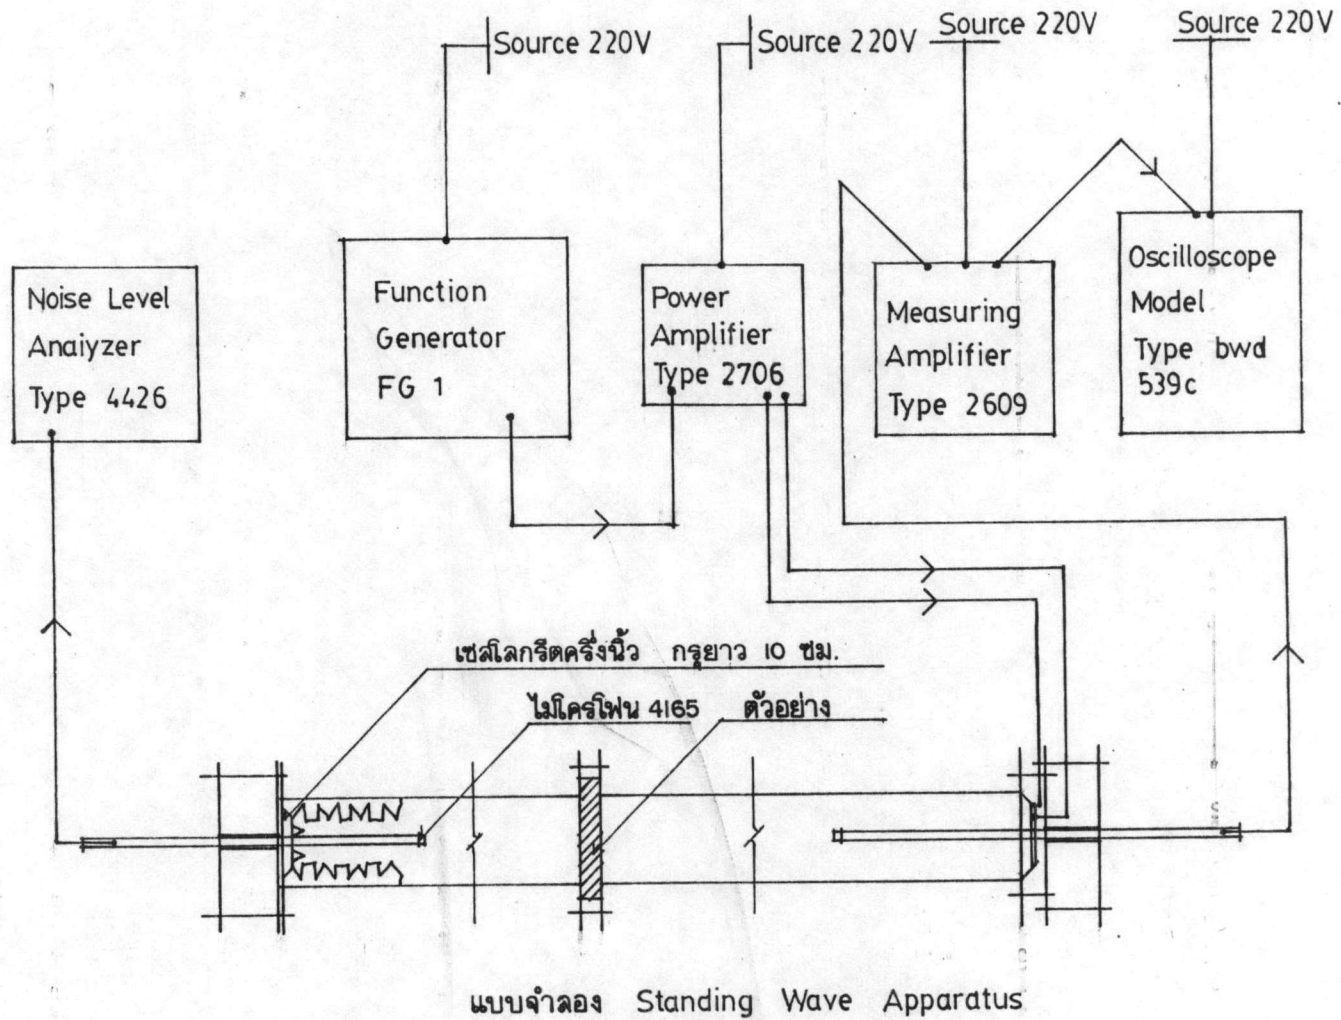 Source 220V
Source 220V
Source 220V
Source 220V
Noise Level
Anaiyzer
Type 4426
Function
Generator
FG 1
Power
Amplifier
Type 2706
Measuring
Amplifier
Type 2609
Oscilloscope
Model
Type bwd
539c
เซลโลกรีตครึ่งนิ้ว กรุยาว 10 ซม.
ไมโครโฟน 4165 ตัวอย่าง
แบบจำลอง Standing Wave Apparatus